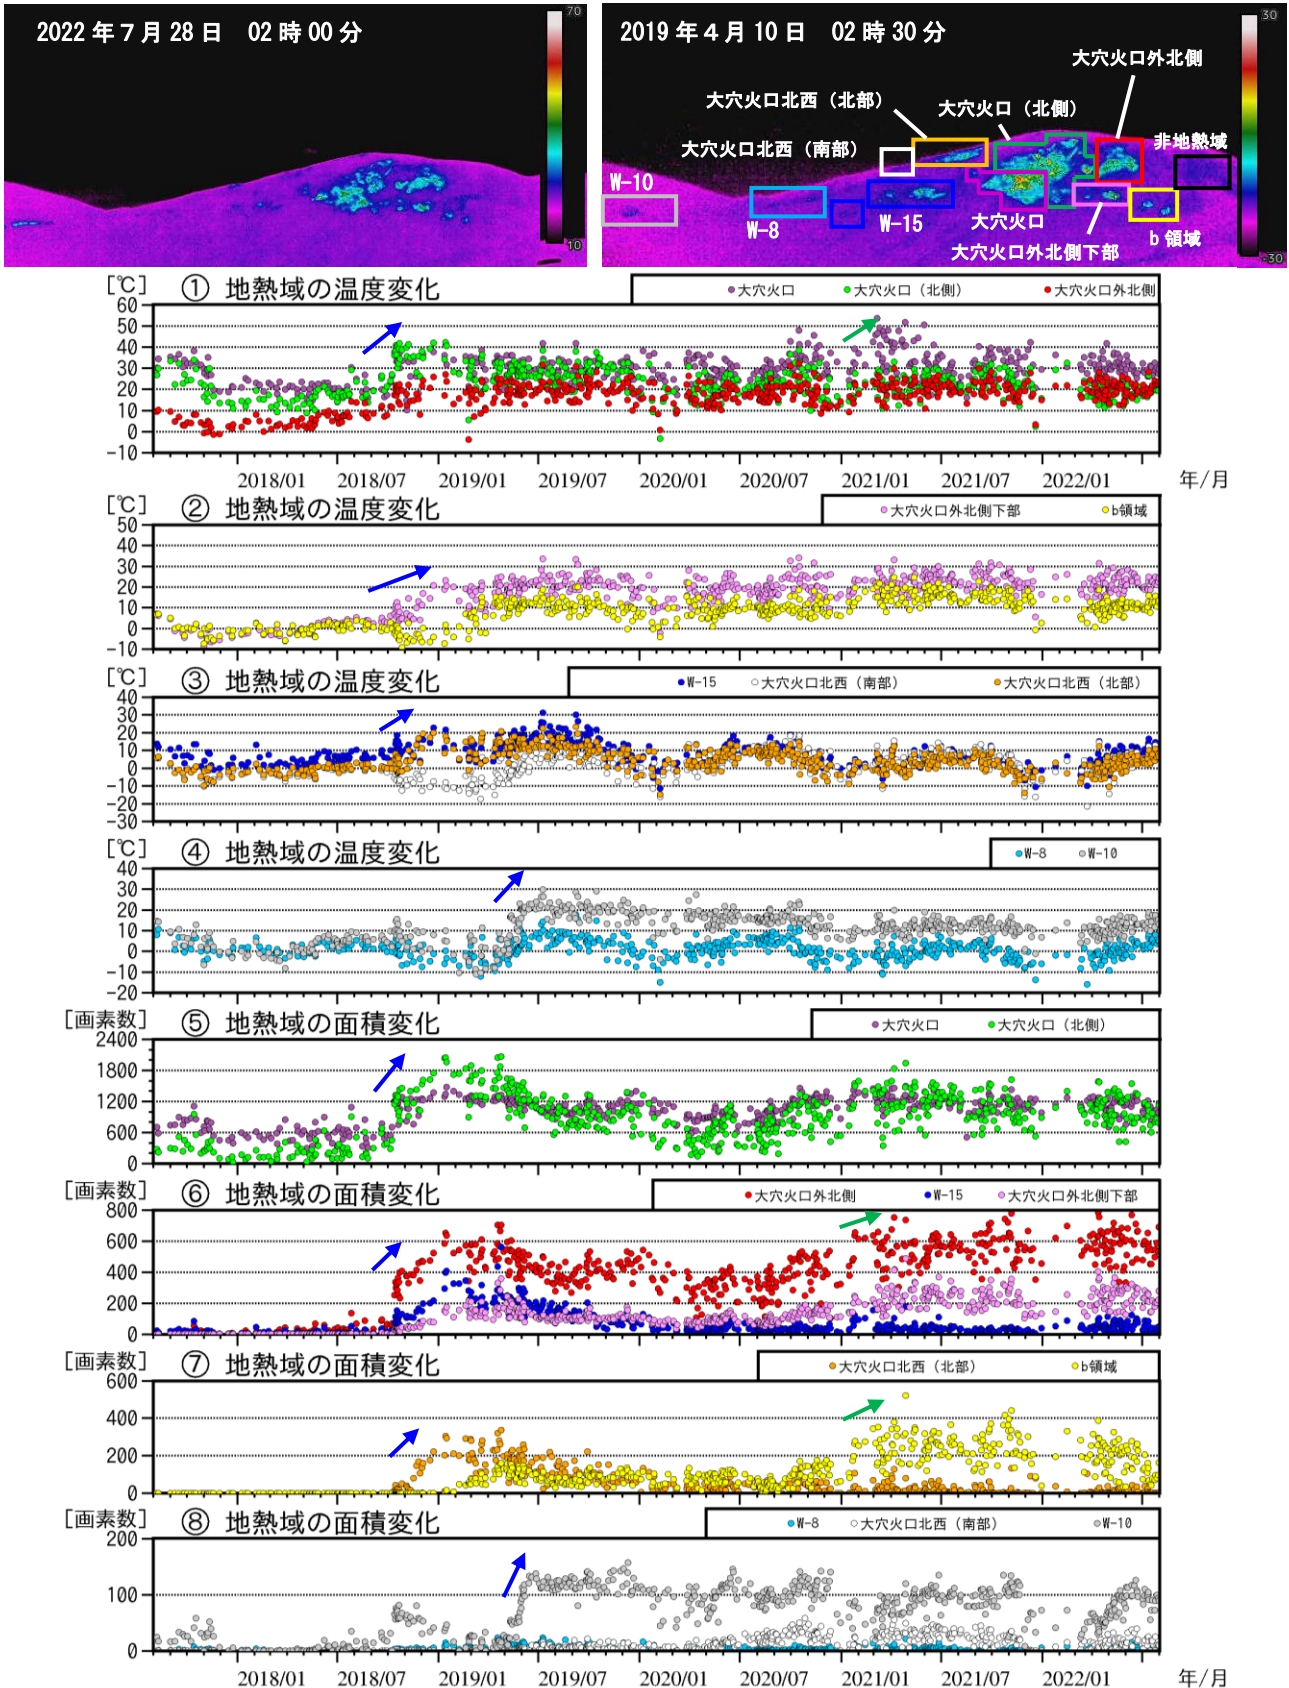 2022年7月28日　02時00分
70
10
2019年4月10日　02時30分
30
-30
大穴火口外北側
大穴火口北西（北部）
大穴火口（北側）
大穴火口北西（南部）
非地熱域
W-10
W-8
W-15
大穴火口
b領域
大穴火口外北側下部
[℃] ① 地熱域の温度変化
大穴火口 大穴火口（北側） 大穴火口外北側
60
50
40
30
20
10
0
-10
2018/01 2018/07 2019/01 2019/07 2020/01 2020/07 2021/01 2021/07 2022/01 年/月
[℃] ② 地熱域の温度変化
大穴火口外北側下部 b領域
50
40
30
20
10
0
-10
[℃] ③ 地熱域の温度変化
W-15 大穴火口北西（南部） 大穴火口北西（北部）
40
30
20
10
0
-10
-20
-30
[℃] ④ 地熱域の温度変化
W-8 W-10
40
30
20
10
0
-10
-20
[画素数] ⑤ 地熱域の面積変化
大穴火口 大穴火口（北側）
2400
1800
1200
600
0
[画素数] ⑥ 地熱域の面積変化
大穴火口外北側 W-15 大穴火口外北側下部
800
600
400
200
0
[画素数] ⑦ 地熱域の面積変化
大穴火口北西（北部） b領域
600
400
200
0
[画素数] ⑧ 地熱域の面積変化
W-8 大穴火口北西（南部） W-10
200
100
0
2018/01 2018/07 2019/01 2019/07 2020/01 2020/07 2021/01 2021/07 2022/01 年/月